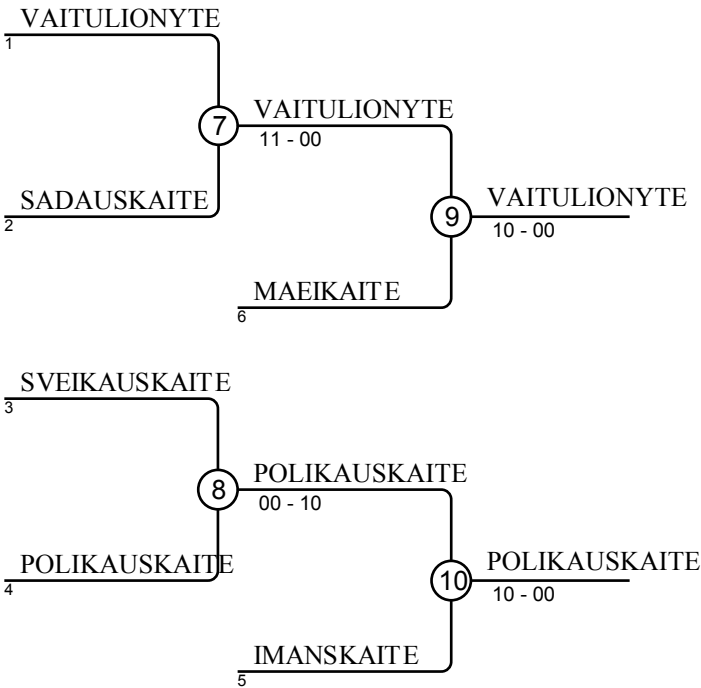 VAITULIONYTE
1
7
VAITULIONYTE
11 - 00
SADAUSKAITE
2
9
VAITULIONYTE
10 - 00
MAEIKAITE
6
SVEIKAUSKAITE
3
8
POLIKAUSKAITE
00 - 10
POLIKAUSKAITE
4
10
POLIKAUSKAITE
10 - 00
IMANSKAITE
5